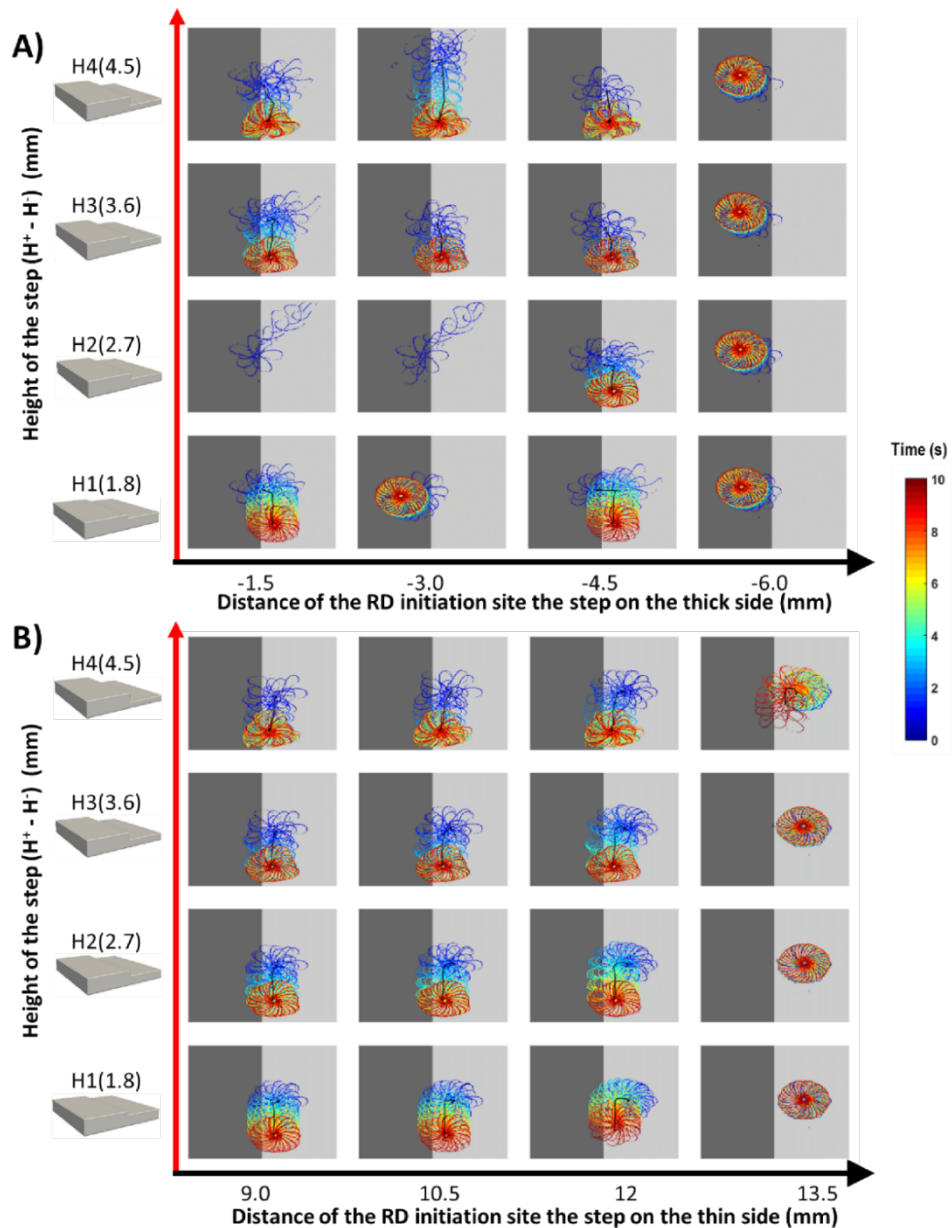 A)
Height of the step (H⁺ - H⁻) (mm)
H4(4.5)
H3(3.6)
H2(2.7)
H1(1.8)
-1.5 -3.0 -4.5 -6.0
Distance of the RD initiation site the step on the thick side (mm)
Time (s)
10
8
6
4
2
0
B)
Height of the step (H⁺ - H⁻) (mm)
H4(4.5)
H3(3.6)
H2(2.7)
H1(1.8)
9.0 10.5 12 13.5
Distance of the RD initiation site the step on the thin side (mm)